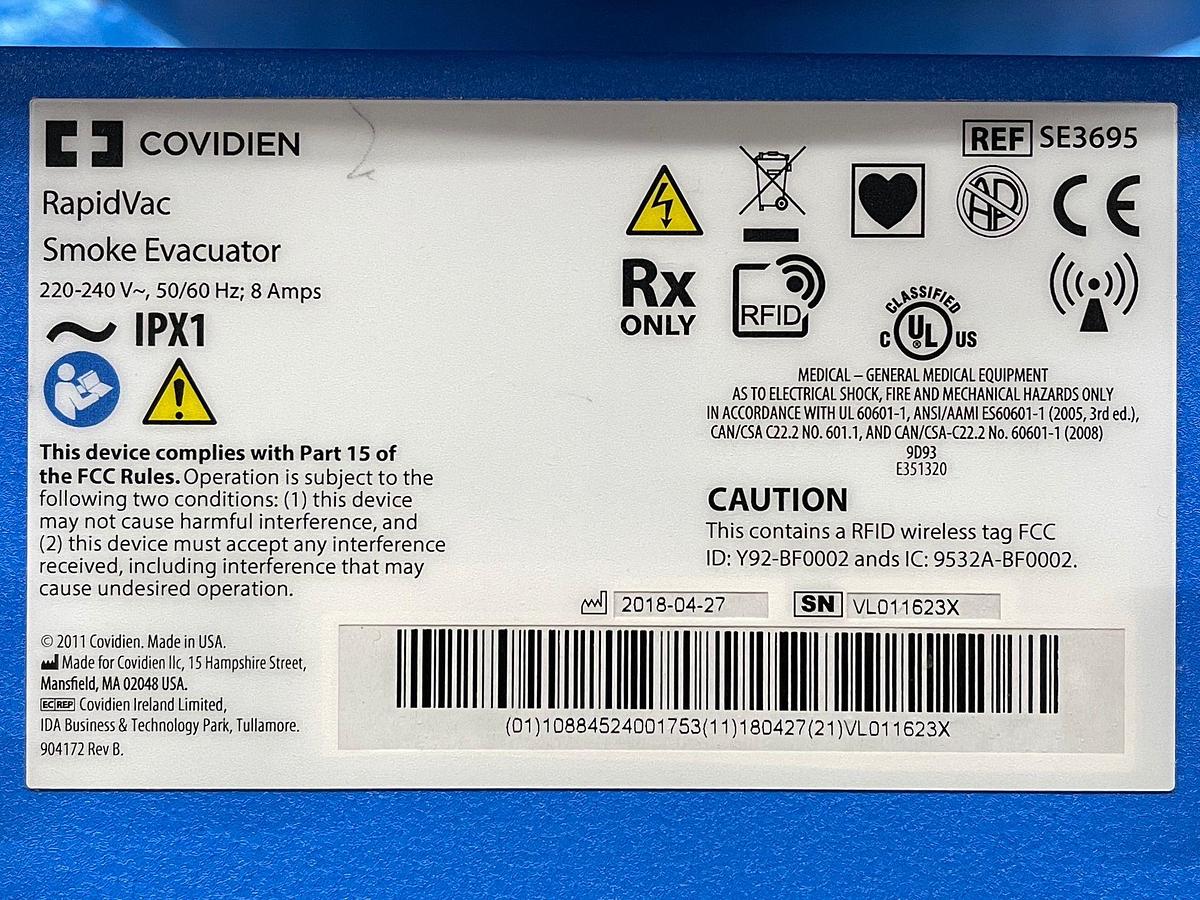 COVIDIEN
RapidVac
Smoke Evacuator
220-240 V~, 50/60 Hz; 8 Amps
IPX1
This device complies with Part 15 of
the FCC Rules. Operation is subject to the
following two conditions: (1) this device
may not cause harmful interference, and
(2) this device must accept any interference
received, including interference that may
cause undesired operation.
© 2011 Covidien. Made in USA.
Made for Covidien llc, 15 Hampshire Street,
Mansfield, MA 02048 USA.
EC REP Covidien Ireland Limited,
IDA Business & Technology Park, Tullamore.
904172 Rev B.
REF SE3695
AP
CE
Rx
ONLY
RFID
CLASSIFIED
C UL® US
MEDICAL – GENERAL MEDICAL EQUIPMENT
AS TO ELECTRICAL SHOCK, FIRE AND MECHANICAL HAZARDS ONLY
IN ACCORDANCE WITH UL 60601-1, ANSI/AAMI ES60601-1 (2005, 3rd ed.),
CAN/CSA C22.2 NO. 601.1, AND CAN/CSA-C22.2 No. 60601-1 (2008)
9D93
E351320
CAUTION
This contains a RFID wireless tag FCC
ID: Y92-BF0002 ands IC: 9532A-BF0002.
2018-04-27 SN VL011623X
(01)10884524001753(11)180427(21)VL011623X